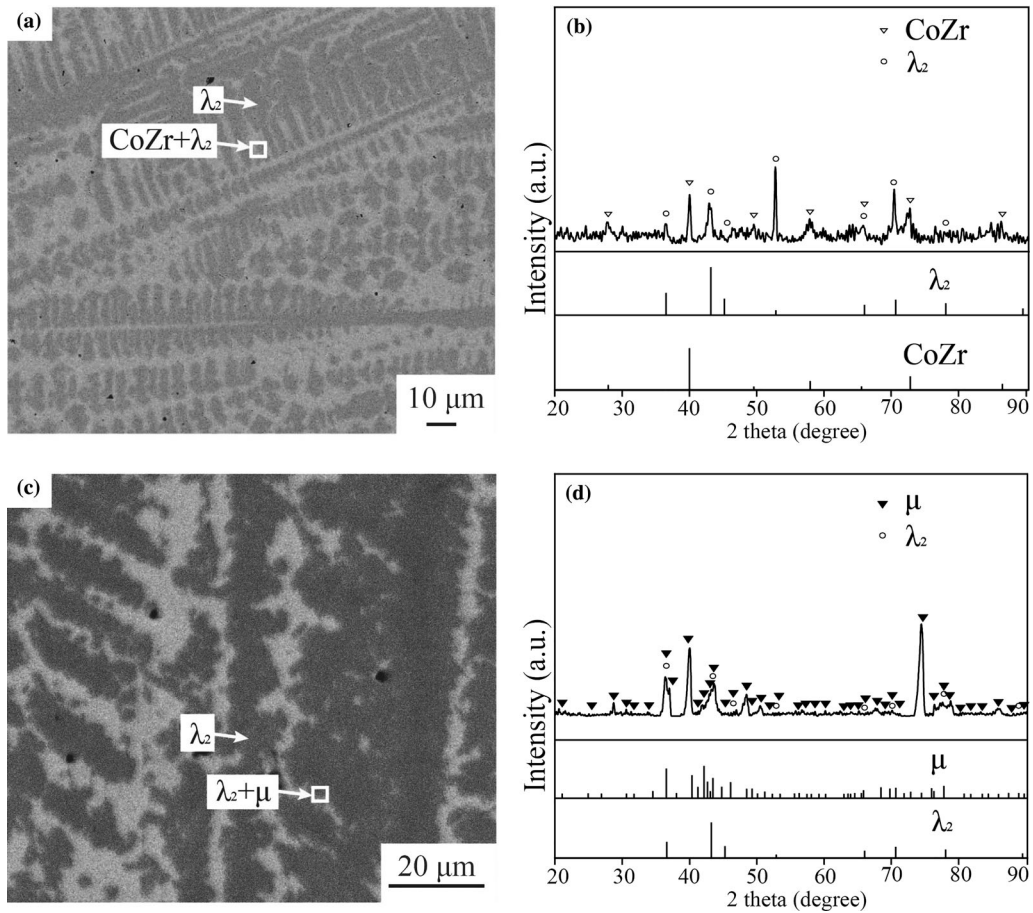 (a)
λ₂
CoZr+λ₂
10 μm
(b)
CoZr
λ₂
Intensity (a.u.)
λ₂
CoZr
20 30 40 50 60 70 80 90
2 theta (degree)
(c)
λ₂
λ₂+μ
20 μm
(d)
μ
λ₂
Intensity (a.u.)
μ
λ₂
20 30 40 50 60 70 80 90
2 theta (degree)